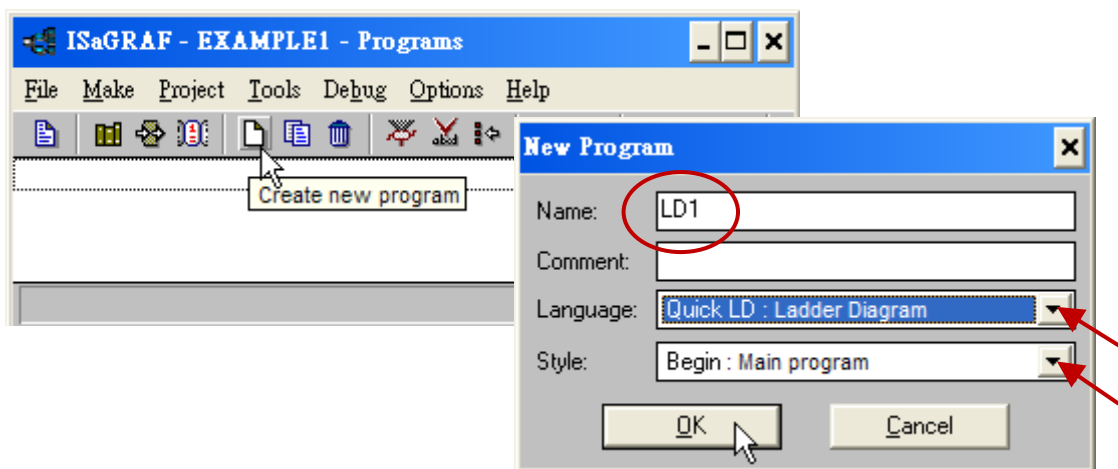 ISaGRAF - EXAMPLE1 - Programs
File Make Project Tools Debug Options Help
Create new program
New Program
Name: LD1
Comment:
Language: Quick LD : Ladder Diagram
Style: Begin : Main program
OK Cancel